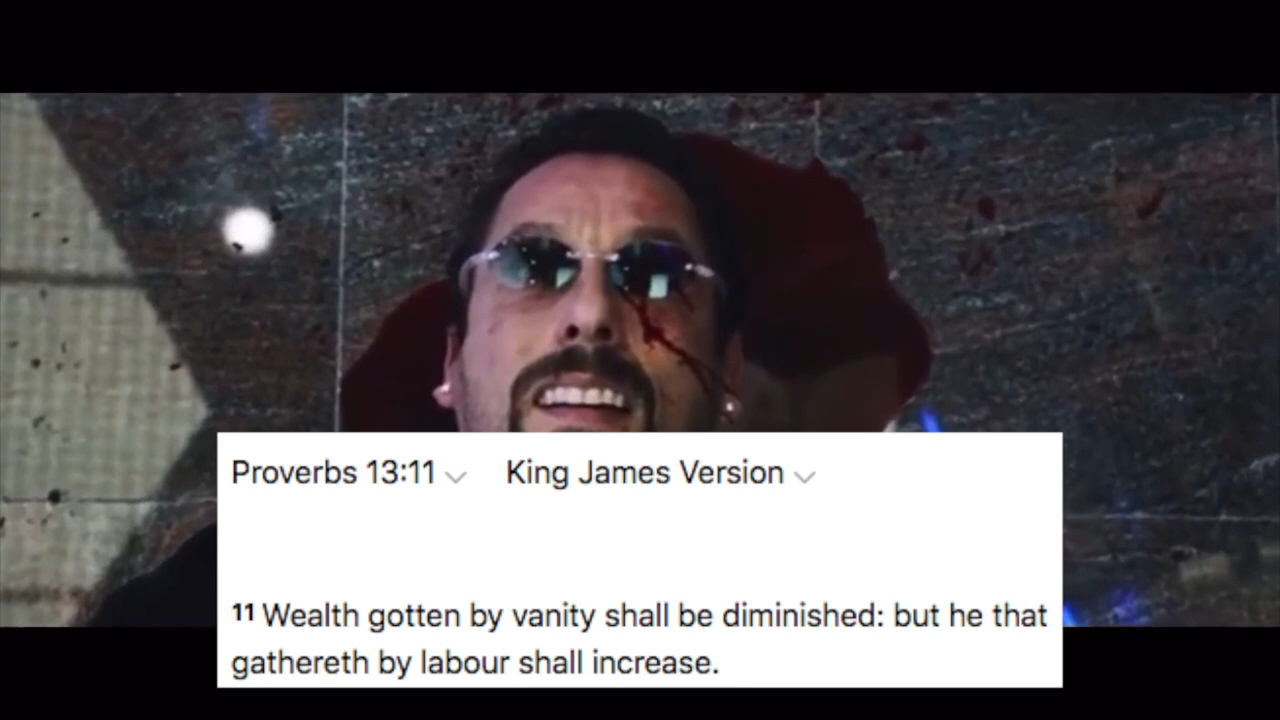 Proverbs 13:11 King James Version
11 Wealth gotten by vanity shall be diminished: but he that
gathereth by labour shall increase.